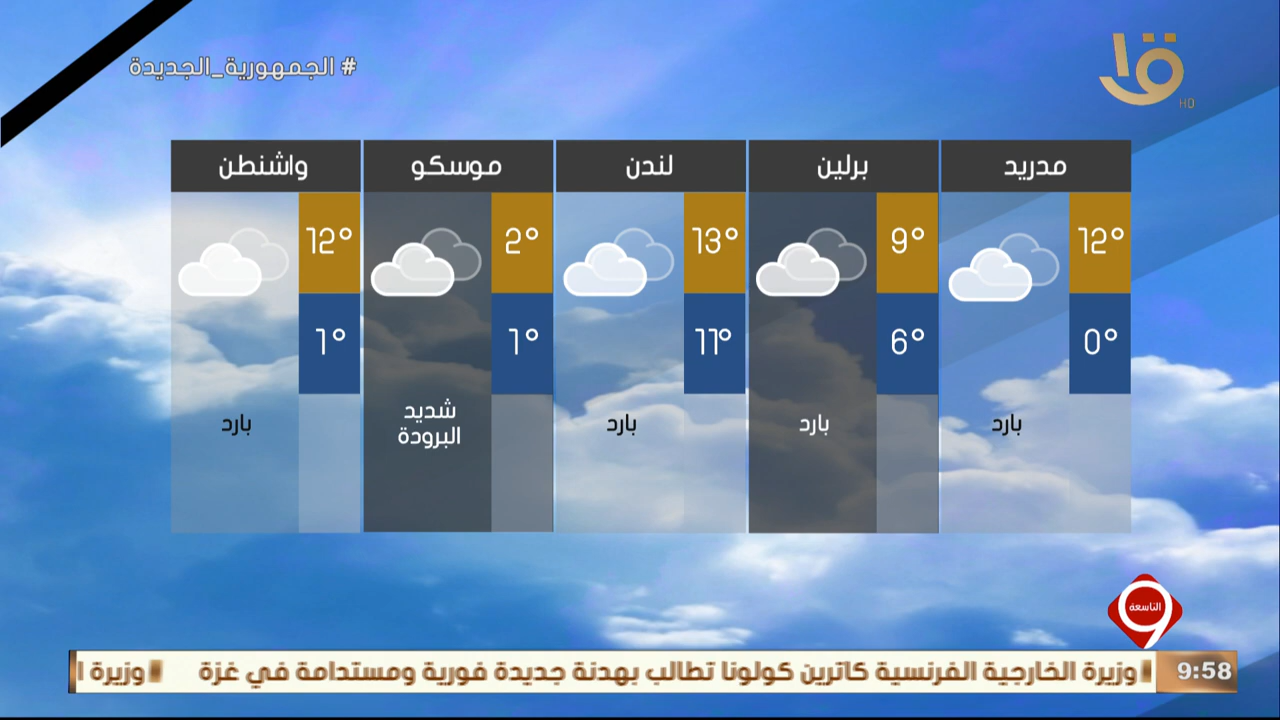 # الجمهورية_الجديدة
HD
مدريد
12°
0°
بارد
برلين
9°
6°
بارد
لندن
13°
11°
بارد
موسكو
2°
1°
شديد
البرودة
واشنطن
12°
1°
بارد
التاسعة
9
9:58
وزيرة الخارجية الفرنسية كاترين كولونا تطالب بهدنة جديدة فورية ومستدامة في غزة وزيرة ا